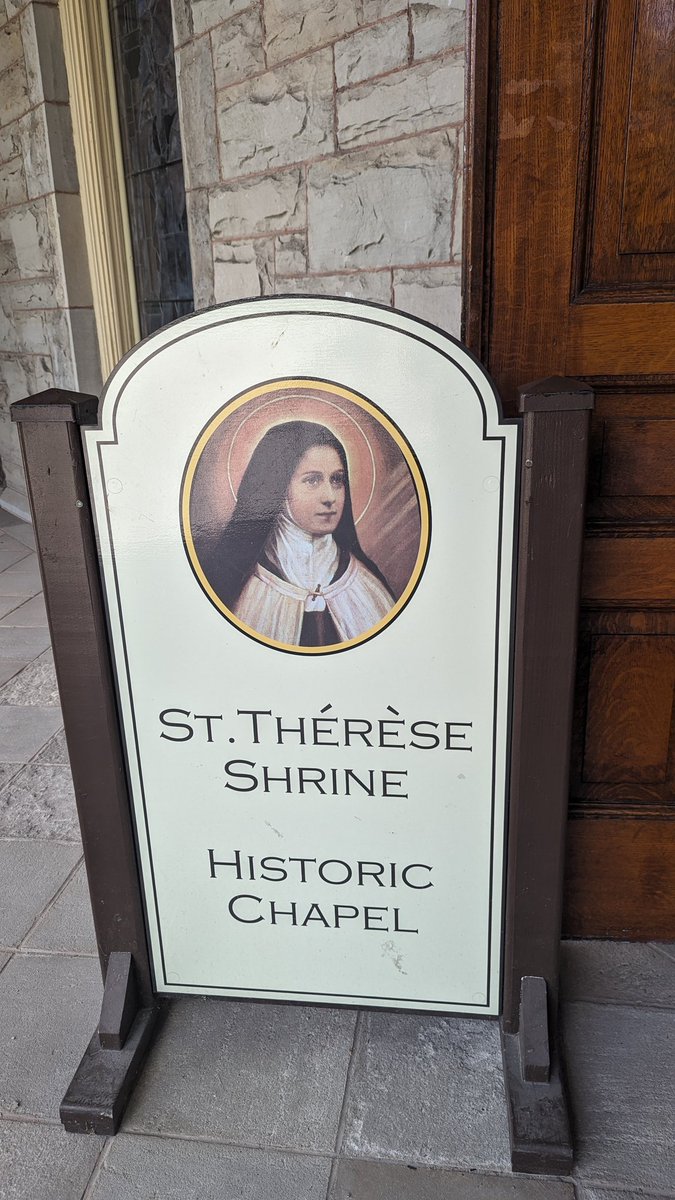 St. Thérèse
Shrine
Historic
Chapel